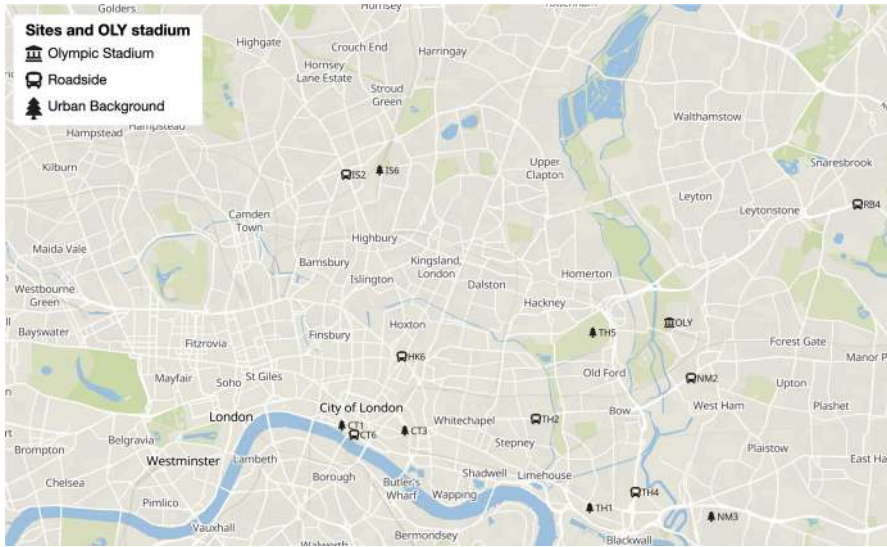 Golders
Hornsey
Tottenham
Sites and OLY stadium
Olympic Stadium
Roadside
Urban Background
Highgate
Crouch End
Harringay
Hornsey
Lane Estate
Stroud
Green
Walthamstow
Hampstead
Hampstead
Kilburn
IS2
IS6
Upper
Clapton
Snaresbrook
Leyton
Leytonstone
RB4
Camden
Town
Maida Vale
Highbury
Barnsbury
Kingsland,
London
Islington
Dalston
Homerton
Westbourne
Green
Hackney
Bayswater
Fitzrovia
Finsbury
Hoxton
TH5
OLY
Forest Gate
HK6
Manor P
Mayfair
Soho
St Giles
Old Ford
NM2
Upton
London
City of London
CT1
CT6
CT3
Whitechapel
TH2
Bow
West Ham
Plashet
Brompton
Belgravia
Westminster
Lambeth
Stepney
Plaistow
East Ha
Chelsea
Borough
Butler's
Wharf
Shadwell
Wapping
Limehouse
TH4
Pimlico
Vauxhall
TH1
NM3
Walworth
Bermondsey
Blackwall